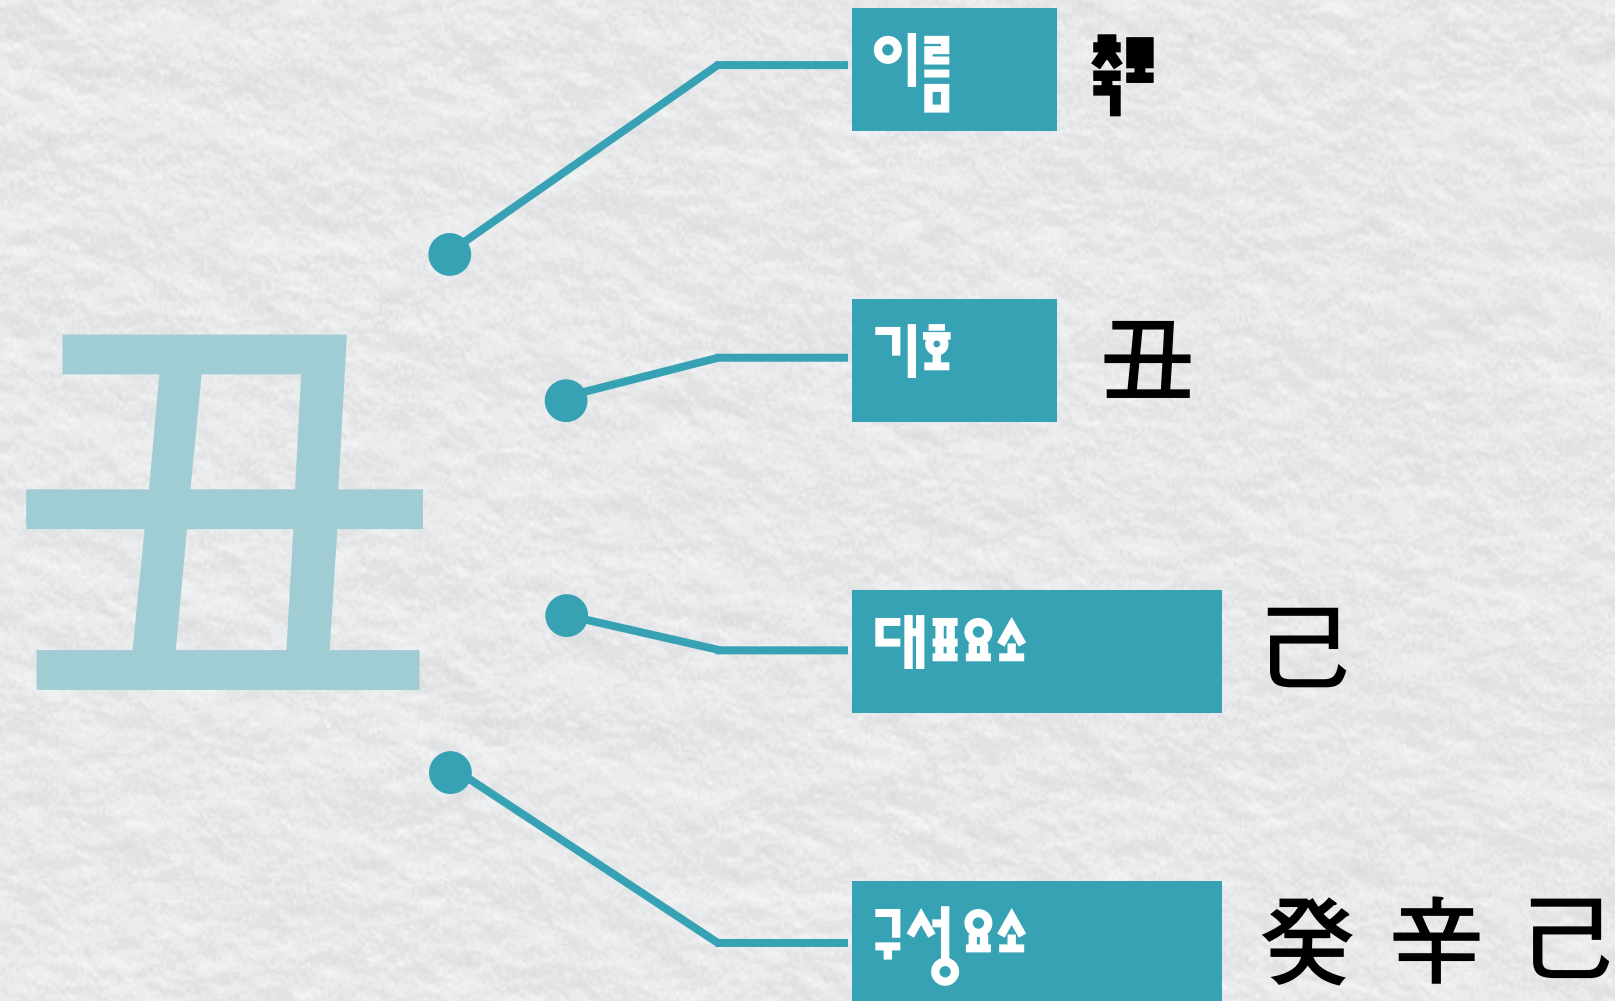 丑
이름 축토
기호 丑
대표요소 己
구성요소 癸 辛 己